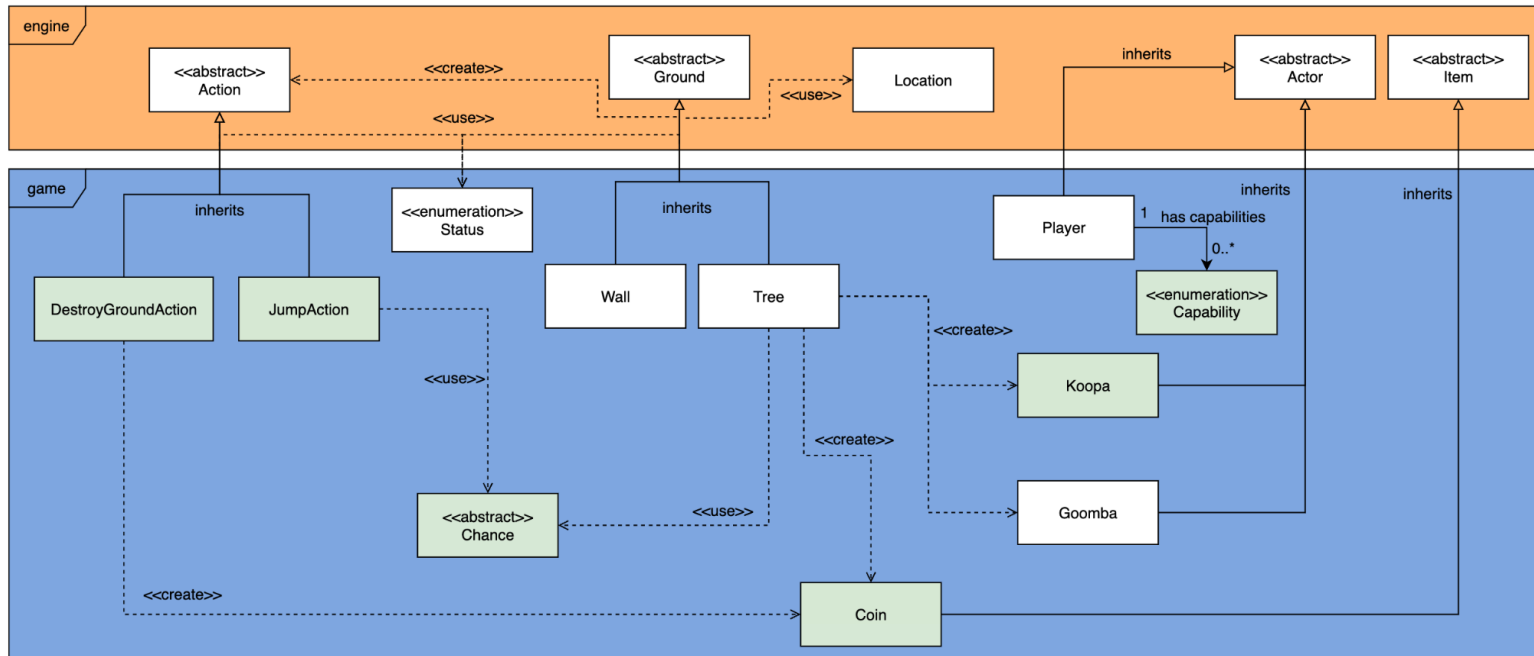 engine
<<abstract>>
Action
<<create>>
<<abstract>>
Ground
<<use>>
Location
inherits
<<abstract>>
Actor
<<abstract>>
Item
<<use>>
game
inherits
<<enumeration>>
Status
inherits
Player
1
has capabilities
0..*
inherits
inherits
DestroyGroundAction
JumpAction
Wall
Tree
<<enumeration>>
Capability
<<create>>
<<use>>
Koopa
<<create>>
<<abstract>>
Chance
<<use>>
Goomba
<<create>>
Coin